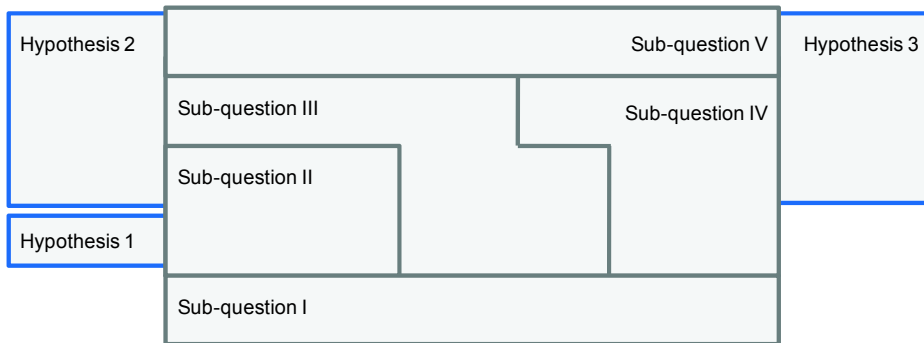 Hypothesis 2
Sub-question V
Hypothesis 3
Sub-question III
Sub-question IV
Sub-question II
Hypothesis 1
Sub-question I